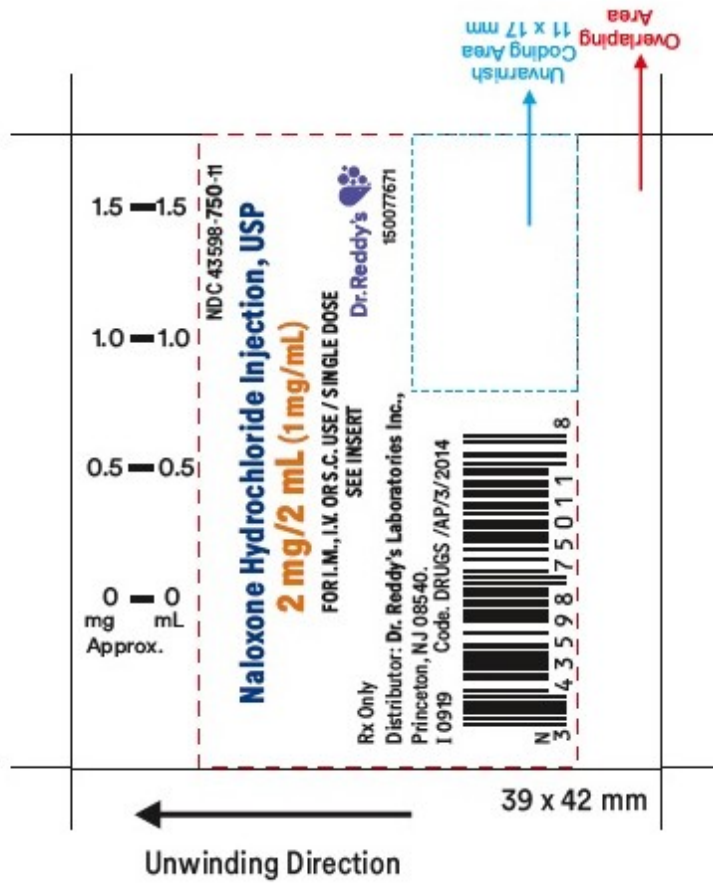 Unvarnish
Coding Area
11 x 17 mm
Overlaping
Area
1.5 1.5
1.0 1.0
0.5 0.5
0 0
mg mL
Approx.
NDC 43598-750-11
Naloxone Hydrochloride Injection, USP
2 mg/2 mL (1mg/mL)
FOR I.M., I.V. OR S.C. USE / SINGLE DOSE
SEE INSERT
Dr.Reddy's
150077671
Rx Only
Distributor: Dr. Reddy's Laboratories Inc.,
Princeton, NJ 08540.
I 0919 Code. DRUGS /AP/3/2014
N
3 43598 75011 8
39 x 42 mm
Unwinding Direction